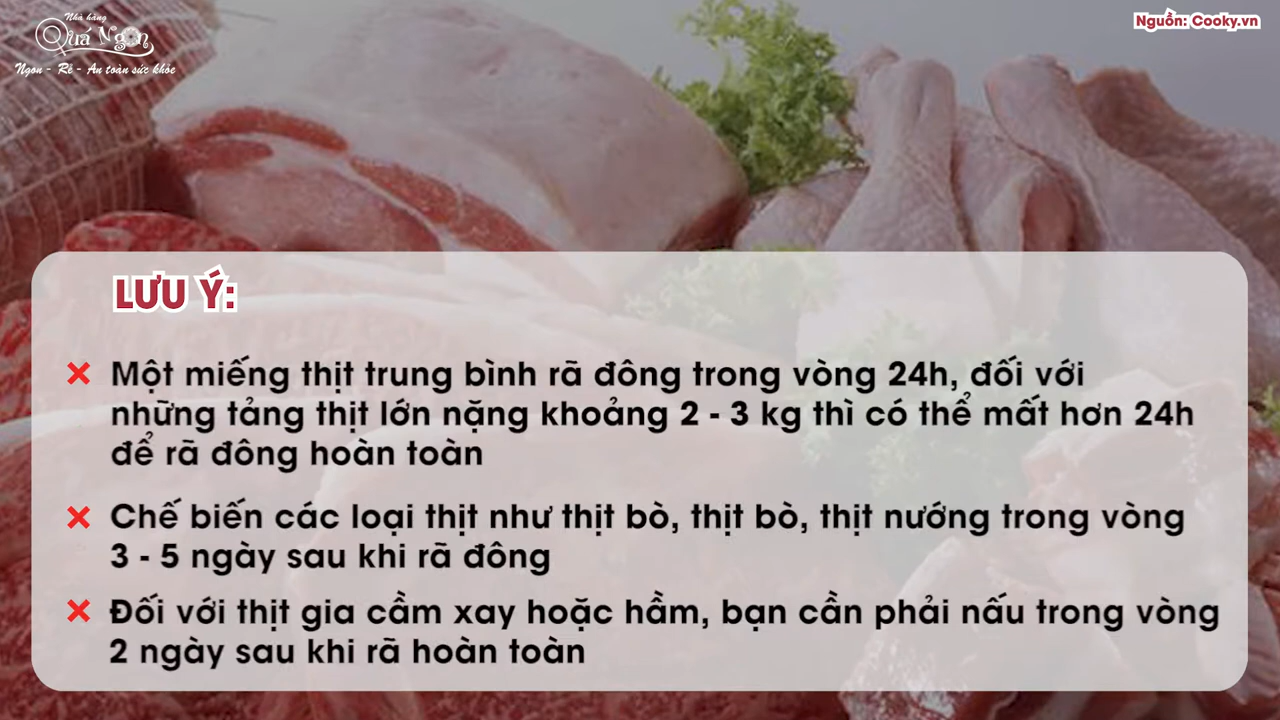 Nhà hàng
Quá Ngon
Ngon - Rẻ - An toàn sức khỏe
Nguồn: Cooky.vn
LƯU Ý:
Một miếng thịt trung bình rã đông trong vòng 24h, đối với
những tảng thịt lớn nặng khoảng 2 - 3 kg thì có thể mất hơn 24h
để rã đông hoàn toàn
Chế biến các loại thịt như thịt bò, thịt bò, thịt nướng trong vòng
3 - 5 ngày sau khi rã đông
Đối với thịt gia cầm xay hoặc hầm, bạn cần phải nấu trong vòng
2 ngày sau khi rã hoàn toàn